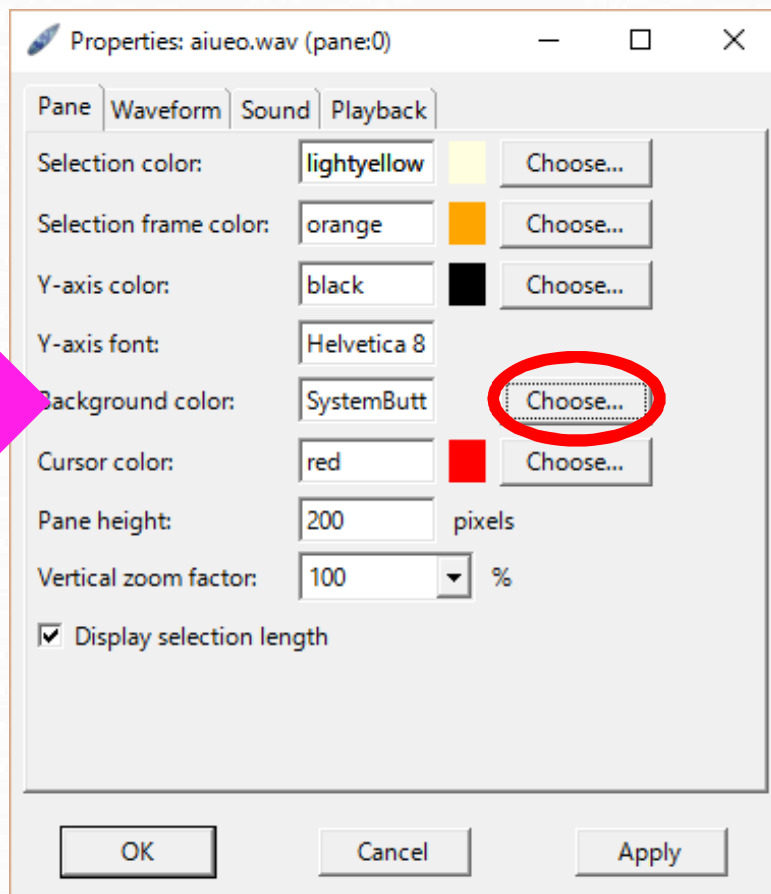 Properties: aiueo.wav (pane:0)
Pane Waveform Sound Playback
Selection color: lightyellow Choose...
Selection frame color: orange Choose...
Y-axis color: black Choose...
Y-axis font: Helvetica 8
Background color: SystemButt Choose...
Cursor color: red Choose...
Pane height: 200 pixels
Vertical zoom factor: 100 %
Display selection length
OK Cancel Apply